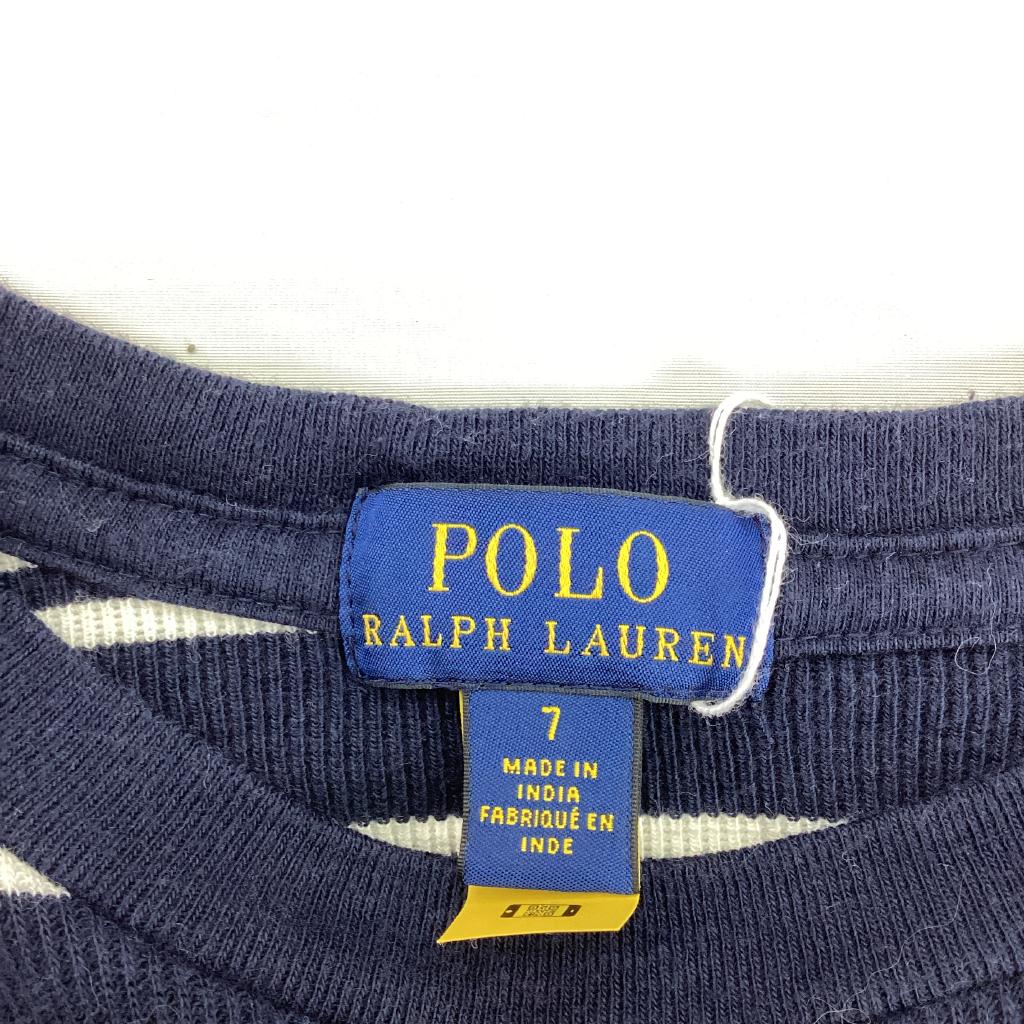 POLO
RALPH LAUREN
7
MADE IN
INDIA
FABRIQUÉ EN
INDE